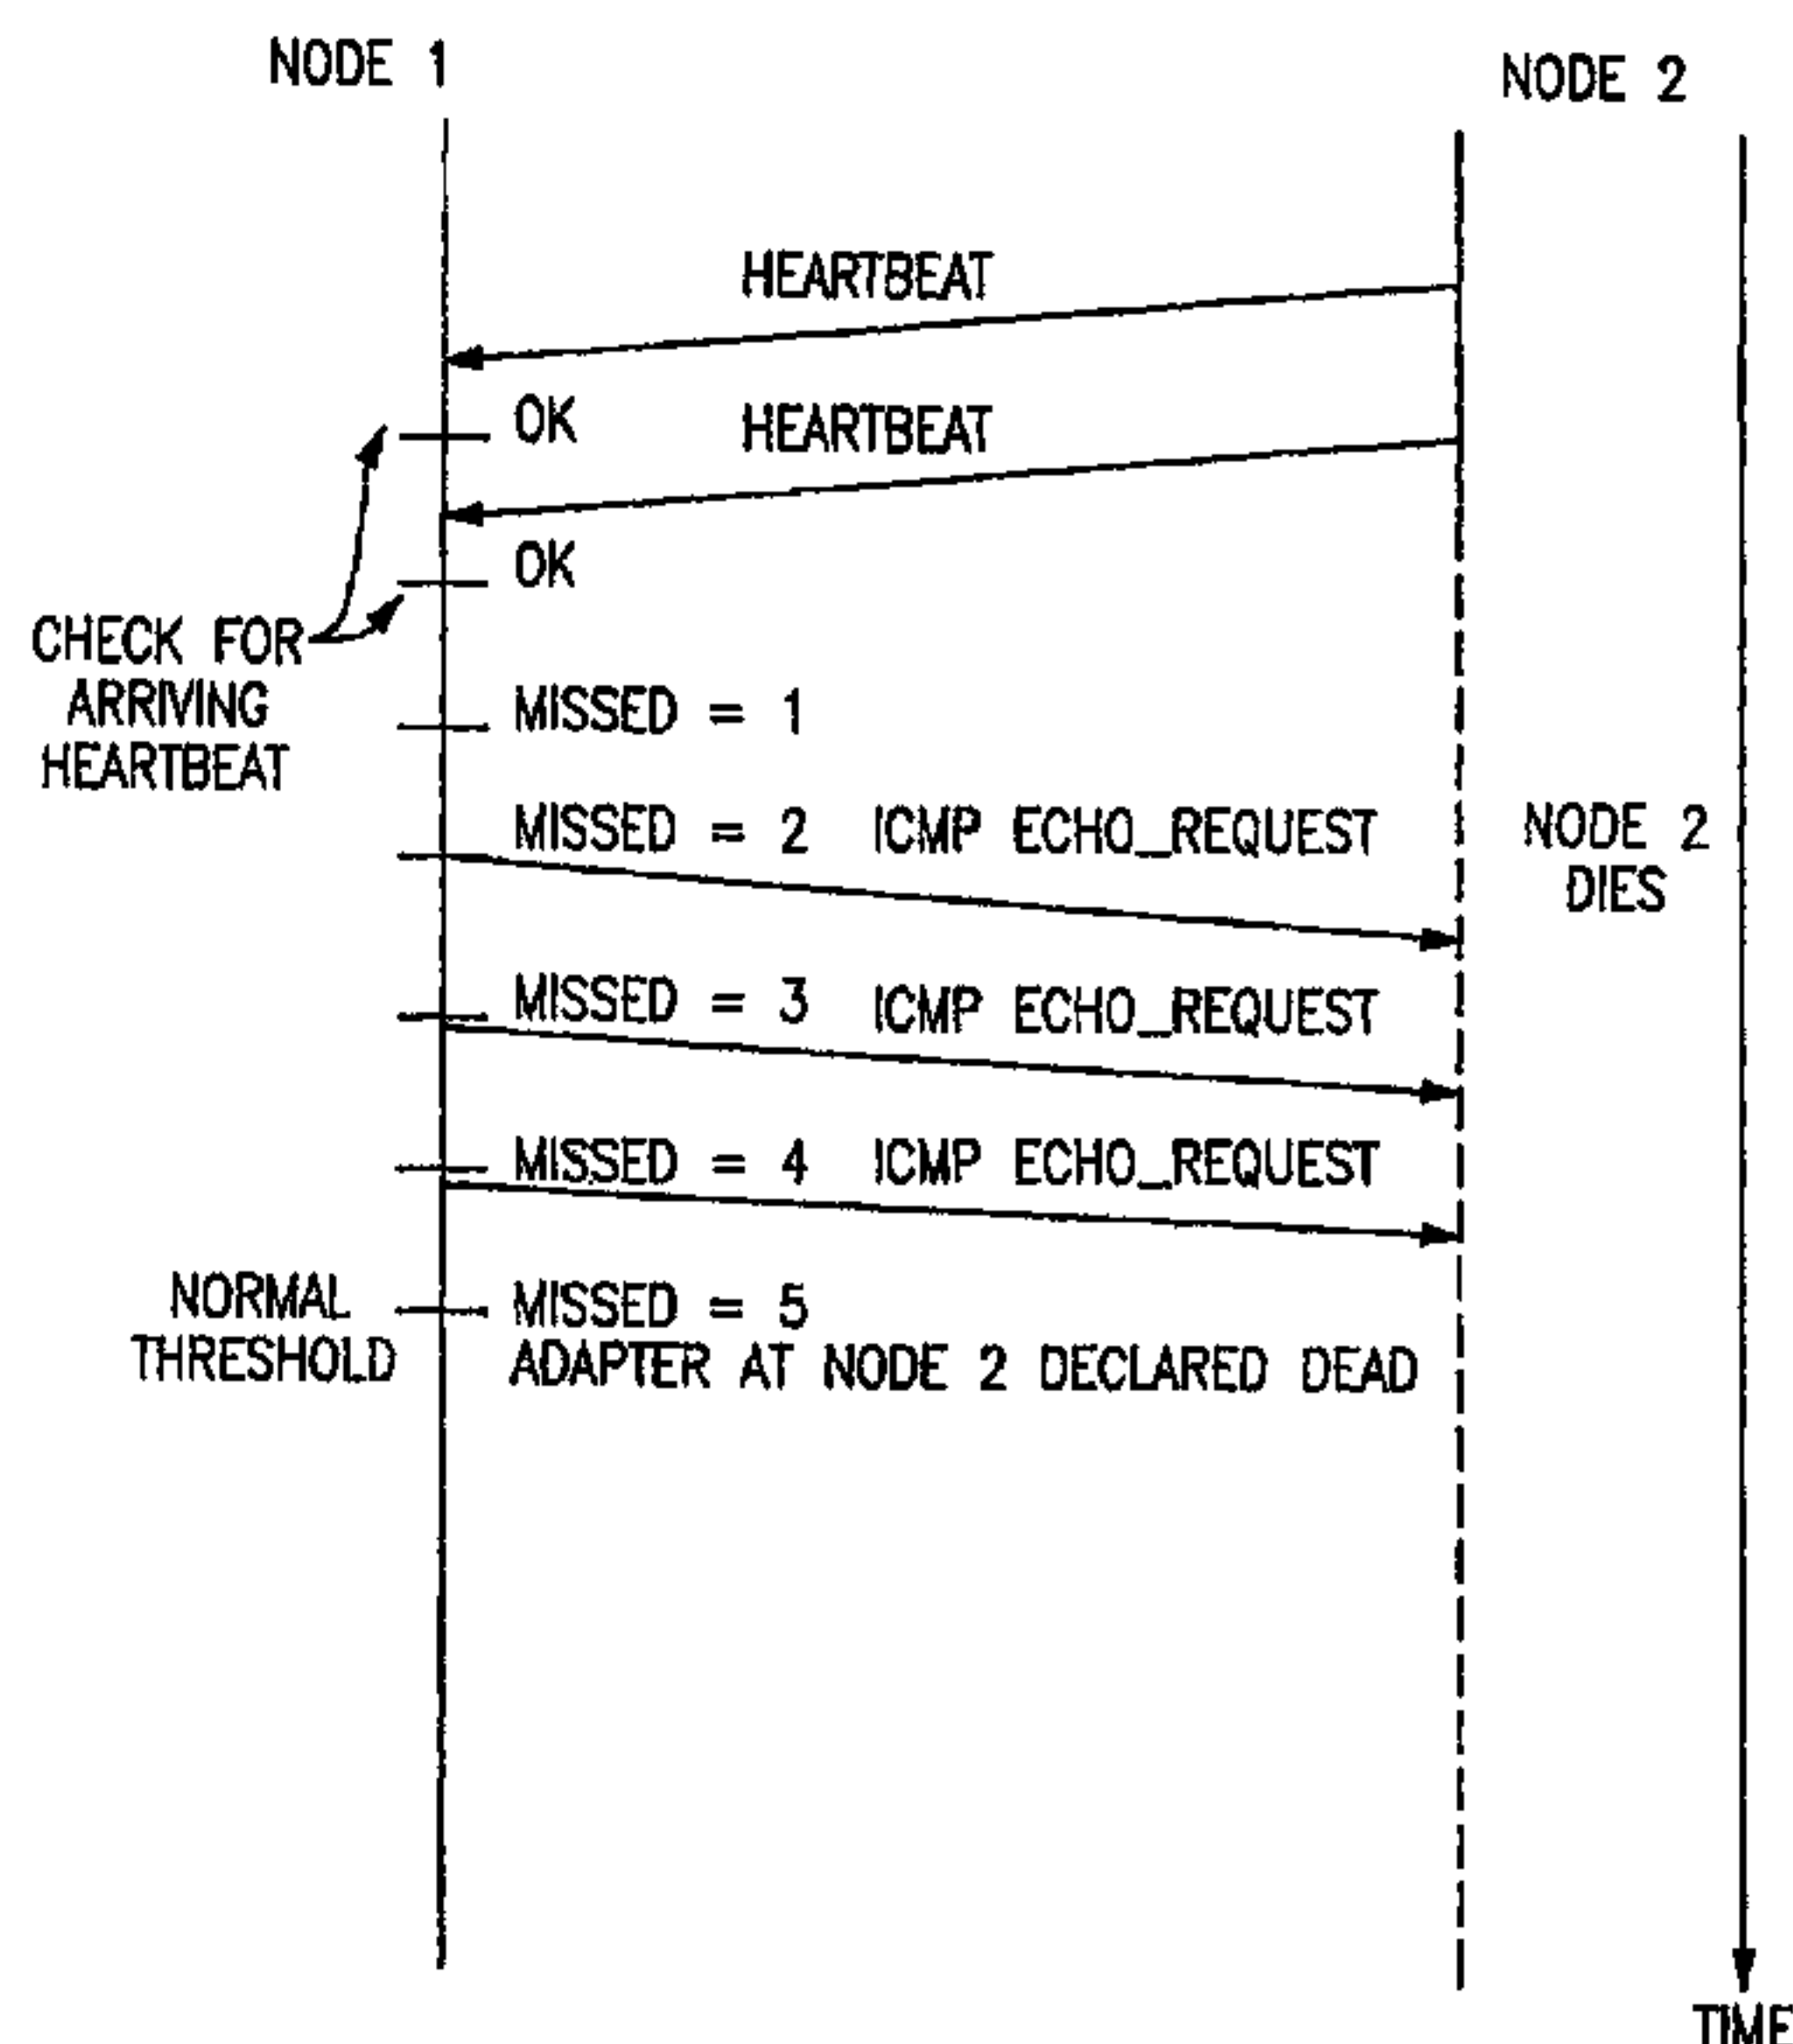 NODE 1
NODE 2
HEARTBEAT
OK
HEARTBEAT
OK
CHECK FOR
ARRIVING
HEARTBEAT
MISSED = 1
MISSED = 2 ICMP ECHO_REQUEST
NODE 2
DIES
MISSED = 3 ICMP ECHO_REQUEST
MISSED = 4 ICMP ECHO_REQUEST
NORMAL
THRESHOLD
MISSED = 5
ADAPTER AT NODE 2 DECLARED DEAD
TIME